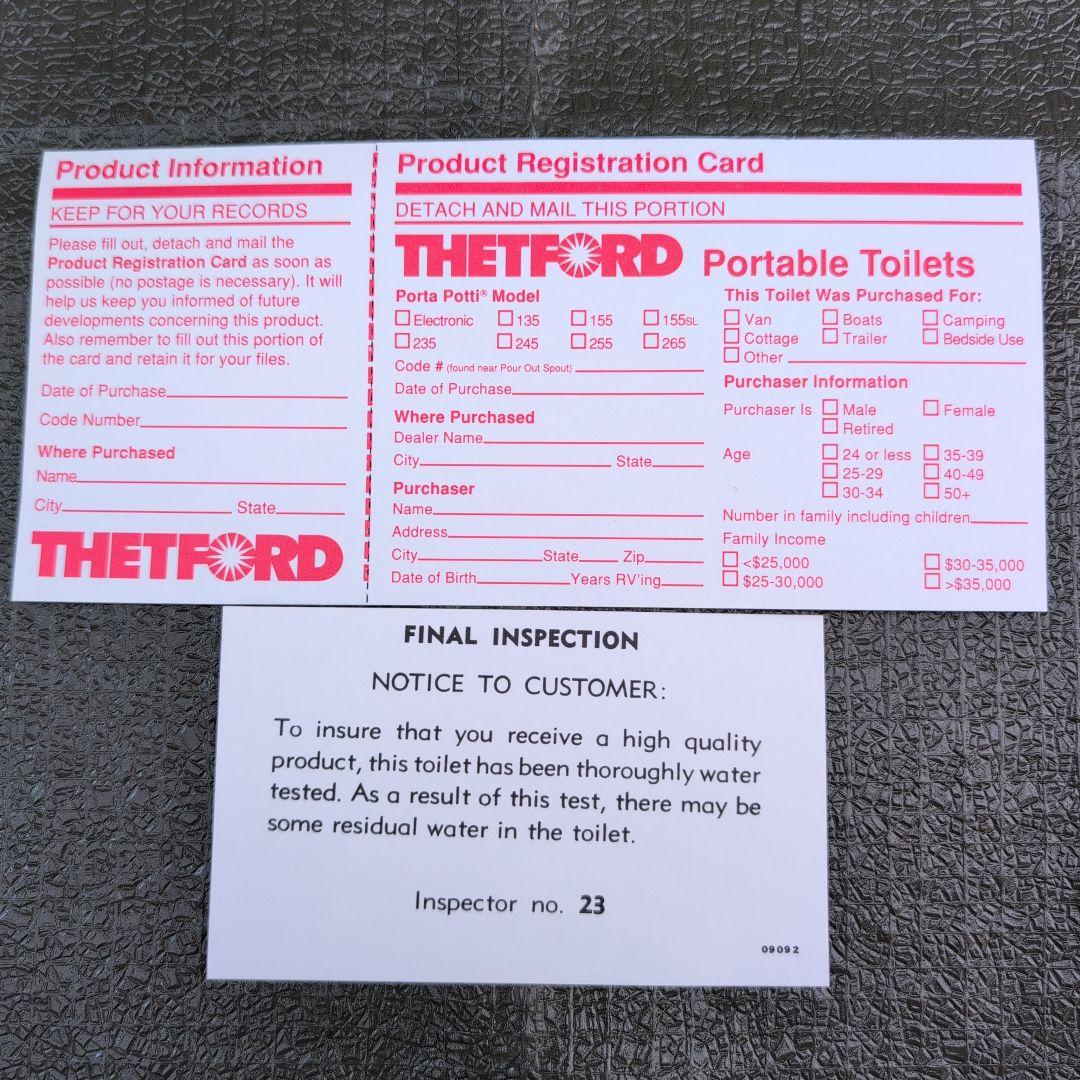 Product Information
KEEP FOR YOUR RECORDS
Please fill out, detach and mail the
Product Registration Card as soon as
possible (no postage is necessary). It will
help us keep you informed of future
developments concerning this product.
Also remember to fill out this portion of
the card and retain it for your files.
Date of Purchase
Code Number
Where Purchased
Name
City State
THETFORD
Product Registration Card
DETACH AND MAIL THIS PORTION
THETFORD Portable Toilets
Porta Potti® Model
Electronic 135 155 155SL
235 245 255 265
Code # (found near Pour Out Spout)
Date of Purchase
Where Purchased
Dealer Name
City State
Purchaser
Name
Address
City State Zip
Date of Birth Years RV'ing
This Toilet Was Purchased For:
Van Boats Camping
Cottage Trailer Bedside Use
Other
Purchaser Information
Purchaser Is Male Female
Retired
Age 24 or less 35-39
25-29 40-49
30-34 50+
Number in family including children
Family Income
<$25,000 $30-35,000
$25-30,000 >$35,000
FINAL INSPECTION
NOTICE TO CUSTOMER:
To insure that you receive a high quality
product, this toilet has been thoroughly water
tested. As a result of this test, there may be
some residual water in the toilet.
Inspector no. 23
09092